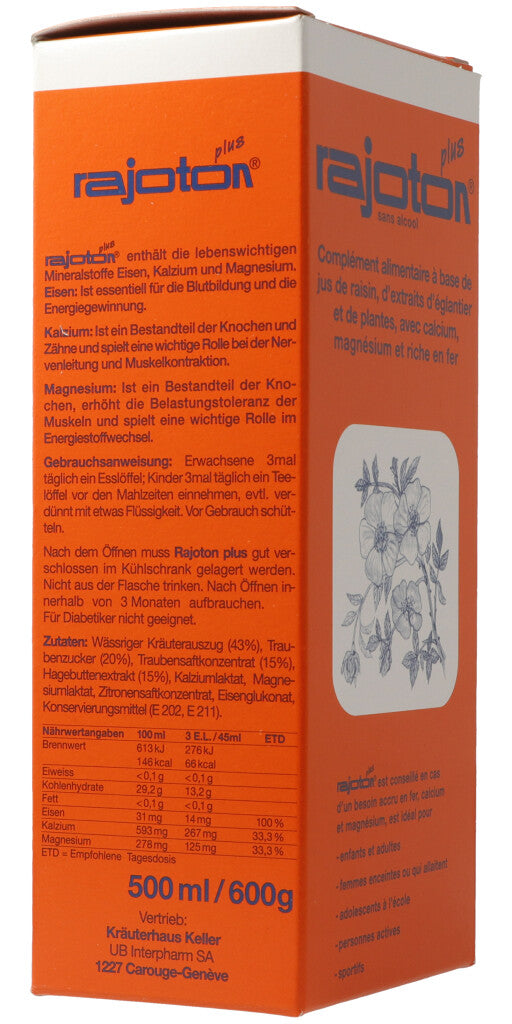 rajoton® plus
rajoton® plus enthält die lebenswichtigen
Mineralstoffe Eisen, Kalzium und Magnesium.
Eisen: Ist essentiell für die Blutbildung und die
Energiegewinnung.
Kalzium: Ist ein Bestandteil der Knochen und
Zähne und spielt eine wichtige Rolle bei der Ner-
venleitung und Muskelkontraktion.
Magnesium: Ist ein Bestandteil der Kno-
chen, erhöht die Belastungstoleranz der
Muskeln und spielt eine wichtige Rolle im
Energiestoffwechsel.
Gebrauchsanweisung: Erwachsene 3mal
täglich ein Esslöffel; Kinder 3mal täglich ein Tee-
löffel vor den Mahlzeiten einnehmen, evtl. ver-
dünnt mit etwas Flüssigkeit. Vor Gebrauch schüt-
teln.
Nach dem Öffnen muss Rajoton plus gut ver-
schlossen im Kühlschrank gelagert werden.
Nicht aus der Flasche trinken. Nach Öffnen in-
nerhalb von 3 Monaten aufbrauchen.
Für Diabetiker nicht geeignet.
Zutaten: Wässriger Kräuterauszug (43%), Trau-
benzucker (20%), Traubensaftkonzentrat (15%),
Hagebuttenextrakt (15%), Kalziumlaktat, Magne-
siumlaktat, Zitronensaftkonzentrat, Eisenglukonat,
Konservierungsmittel (E 202, E 211).
Nährwertangaben 100 ml 3 E.L. / 45ml ETD
Brennwert 613 kJ 276 kJ
146 kcal 66 kcal
Eiweiss <0,1 g <0,1 g
Kohlenhydrate 29,2 g 13,2 g
Fett <0,1 g <0,1 g
Eisen 31 mg 14 mg 100 %
Kalzium 593 mg 267 mg 33,3 %
Magnesium 278 mg 125 mg 33,3 %
ETD = Empfohlene Tagesdosis
500 ml / 600g
Vertrieb:
Kräuterhaus Keller
UB Interpharm SA
1227 Carouge-Genève
rajoton® plus
sans alcool
Complément alimentaire à base de
jus de raisin, d'extraits d'églantier
et de plantes, avec calcium,
magnésium et riche en fer
rajoton® plus est conseillé en cas
d'un besoin accru en fer, calcium
et magnésium, est idéal pour
- enfants et adultes
- femmes enceintes ou qui allaitent
- adolescents à l'école
- personnes actives
- sportifs